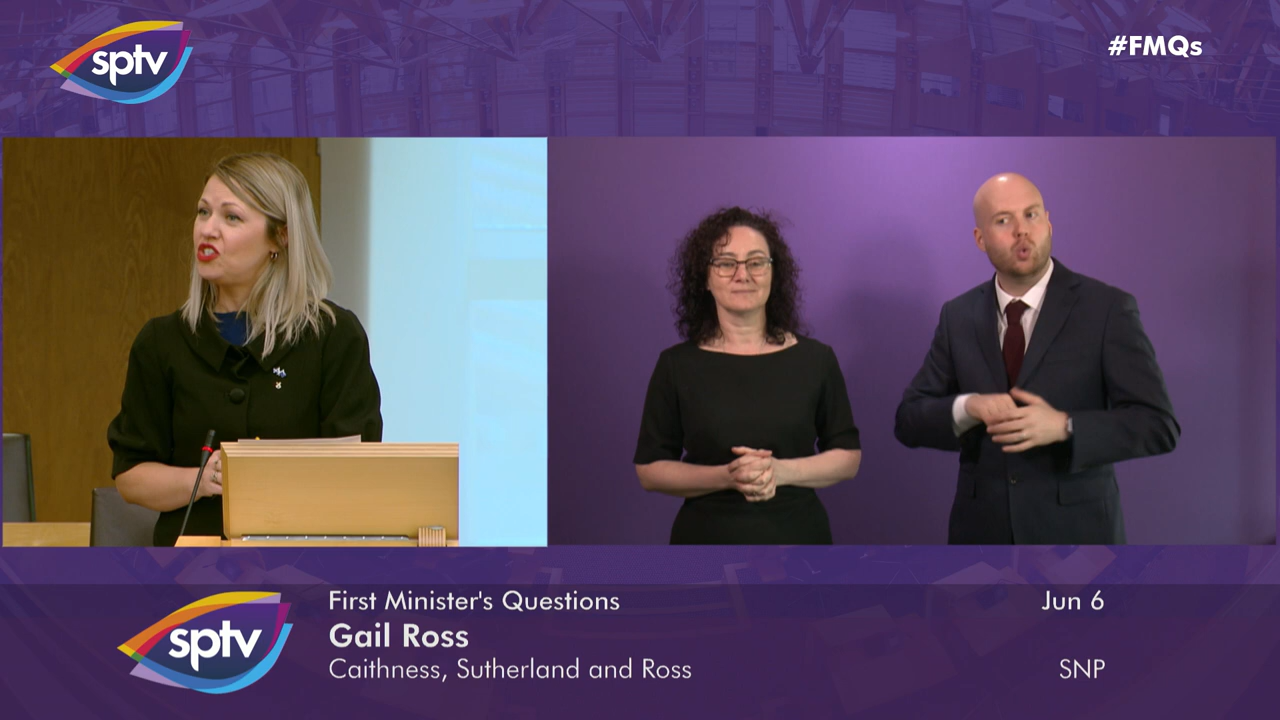 sptv
#FMQs
First Minister's Questions
Jun 6
Gail Ross
sptv
Caithness, Sutherland and Ross
SNP